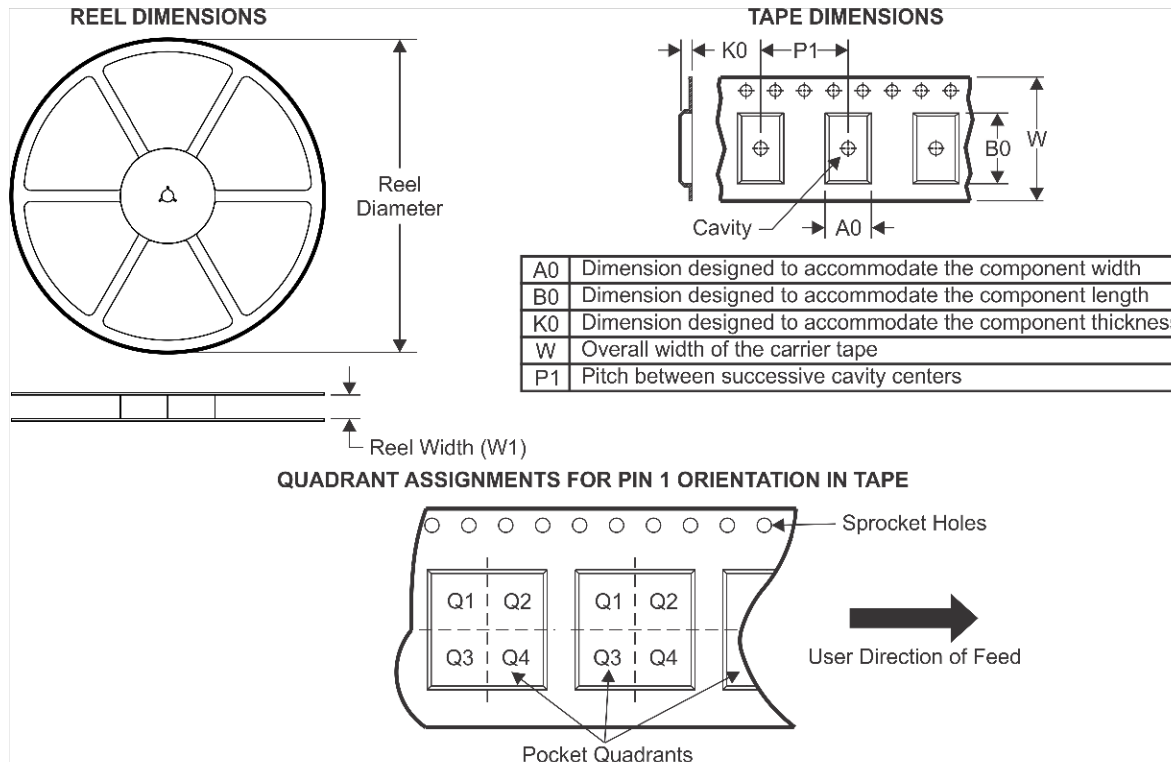 REEL DIMENSIONS
Reel
Diameter
Reel Width (W1)
TAPE DIMENSIONS
K0 P1
B0 W
Cavity
A0
A0 Dimension designed to accommodate the component width
B0 Dimension designed to accommodate the component length
K0 Dimension designed to accommodate the component thickness
W Overall width of the carrier tape
P1 Pitch between successive cavity centers
QUADRANT ASSIGNMENTS FOR PIN 1 ORIENTATION IN TAPE
Sprocket Holes
Q1 Q2 Q1 Q2
Q3 Q4 Q3 Q4
User Direction of Feed
Pocket Quadrants